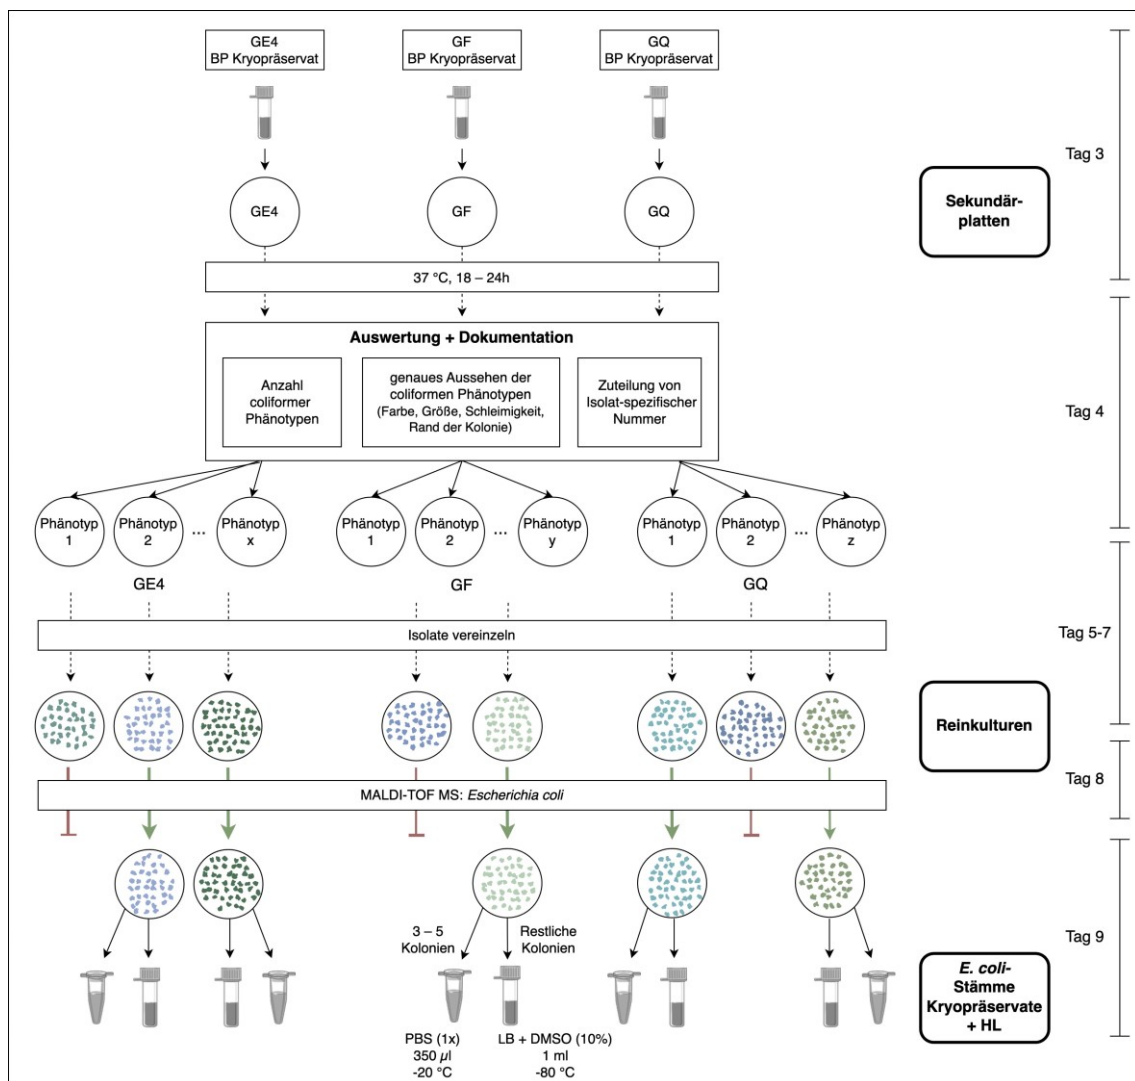 GE4
BP Kryopräservat
GF
BP Kryopräservat
GQ
BP Kryopräservat
Tag 3
GE4
GF
GQ
Sekundär-
platten
37 °C, 18 – 24h
Auswertung + Dokumentation
Anzahl
coliformer
Phänotypen
genaues Aussehen der
coliformen Phänotypen
(Farbe, Größe, Schleimigkeit,
Rand der Kolonie)
Zuteilung von
Isolat-spezifischer
Nummer
Tag 4
Phänotyp
1
Phänotyp
2
...
Phänotyp
x
Phänotyp
1
Phänotyp
2
...
Phänotyp
y
Phänotyp
1
Phänotyp
2
...
Phänotyp
z
GE4
GF
GQ
Isolate vereinzeln
Tag 5-7
Reinkulturen
MALDI-TOF MS: Escherichia coli
Tag 8
3 – 5
Kolonien
Restliche
Kolonien
Tag 9
E. coli-
Stämme
Kryopräservate
+ HL
PBS (1x)
350 µl
-20 °C
LB + DMSO (10%)
1 ml
-80 °C